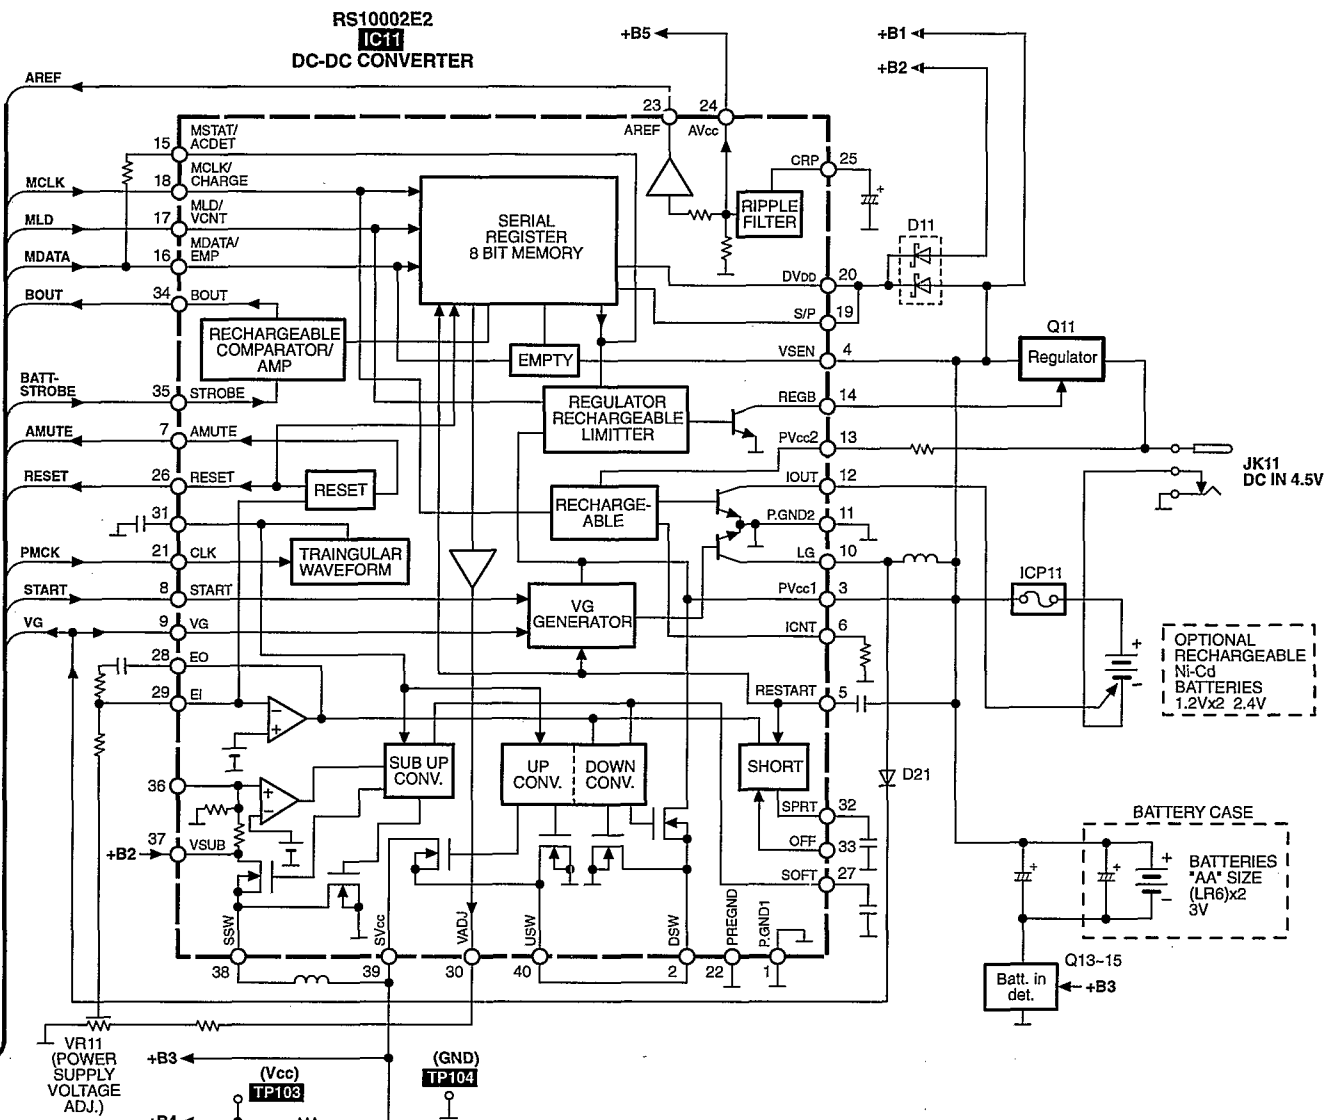 RS10002E2
IC11
DC-DC CONVERTER
+B5
+B1
+B2
AREF
23
24
AREF
AVcc
15
MSTAT/
ACDET
MCLK
18
MCLK/
CHARGE
MLD
17
MLD/
VCNT
MDATA
16
MDATA/
EMP
BOUT
34
BOUT
SERIAL
REGISTER
8 BIT MEMORY
RIPPLE
FILTER
CRP
25
+
D11
DVDD
20
S/P
19
VSEN
4
Q11
Regulator
RECHARGEABLE
COMPARATOR/
AMP
EMPTY
BATT-
STROBE
35
STROBE
REGULATOR
RECHARGEABLE
LIMITTER
REGB
14
AMUTE
7
AMUTE
PVcc2
13
RESET
26
RESET
RESET
RECHARGE-
ABLE
IOUT
12
JK11
DC IN 4.5V
31
P.GND2
11
PMCK
21
CLK
TRAINGULAR
WAVEFORM
LG
10
START
8
START
VG
GENERATOR
PVcc1
3
ICP11
VG
9
VG
ICNT
6
28
EO
29
EI
RESTART
5
+
−
OPTIONAL
RECHARGEABLE
Ni-Cd
BATTERIES
1.2Vx2 2.4V
−
+
SUB UP
CONV.
UP
CONV.
DOWN
CONV.
SHORT
D21
36
+
−
SPRT
32
OFF
33
SOFT
27
37
+B2
VSUB
BATTERY CASE
+
+
+
−
BATTERIES
"AA" SIZE
(LR6)x2
3V
SSW
SVcc
VADJ
USW
DSW
PREGND
P.GND1
38
39
30
40
2
22
1
Q13~15
Batt. in
det.
+B3
VR11
(POWER
SUPPLY
VOLTAGE
ADJ.)
+B3
(Vcc)
TP103
(GND)
TP104
+B4